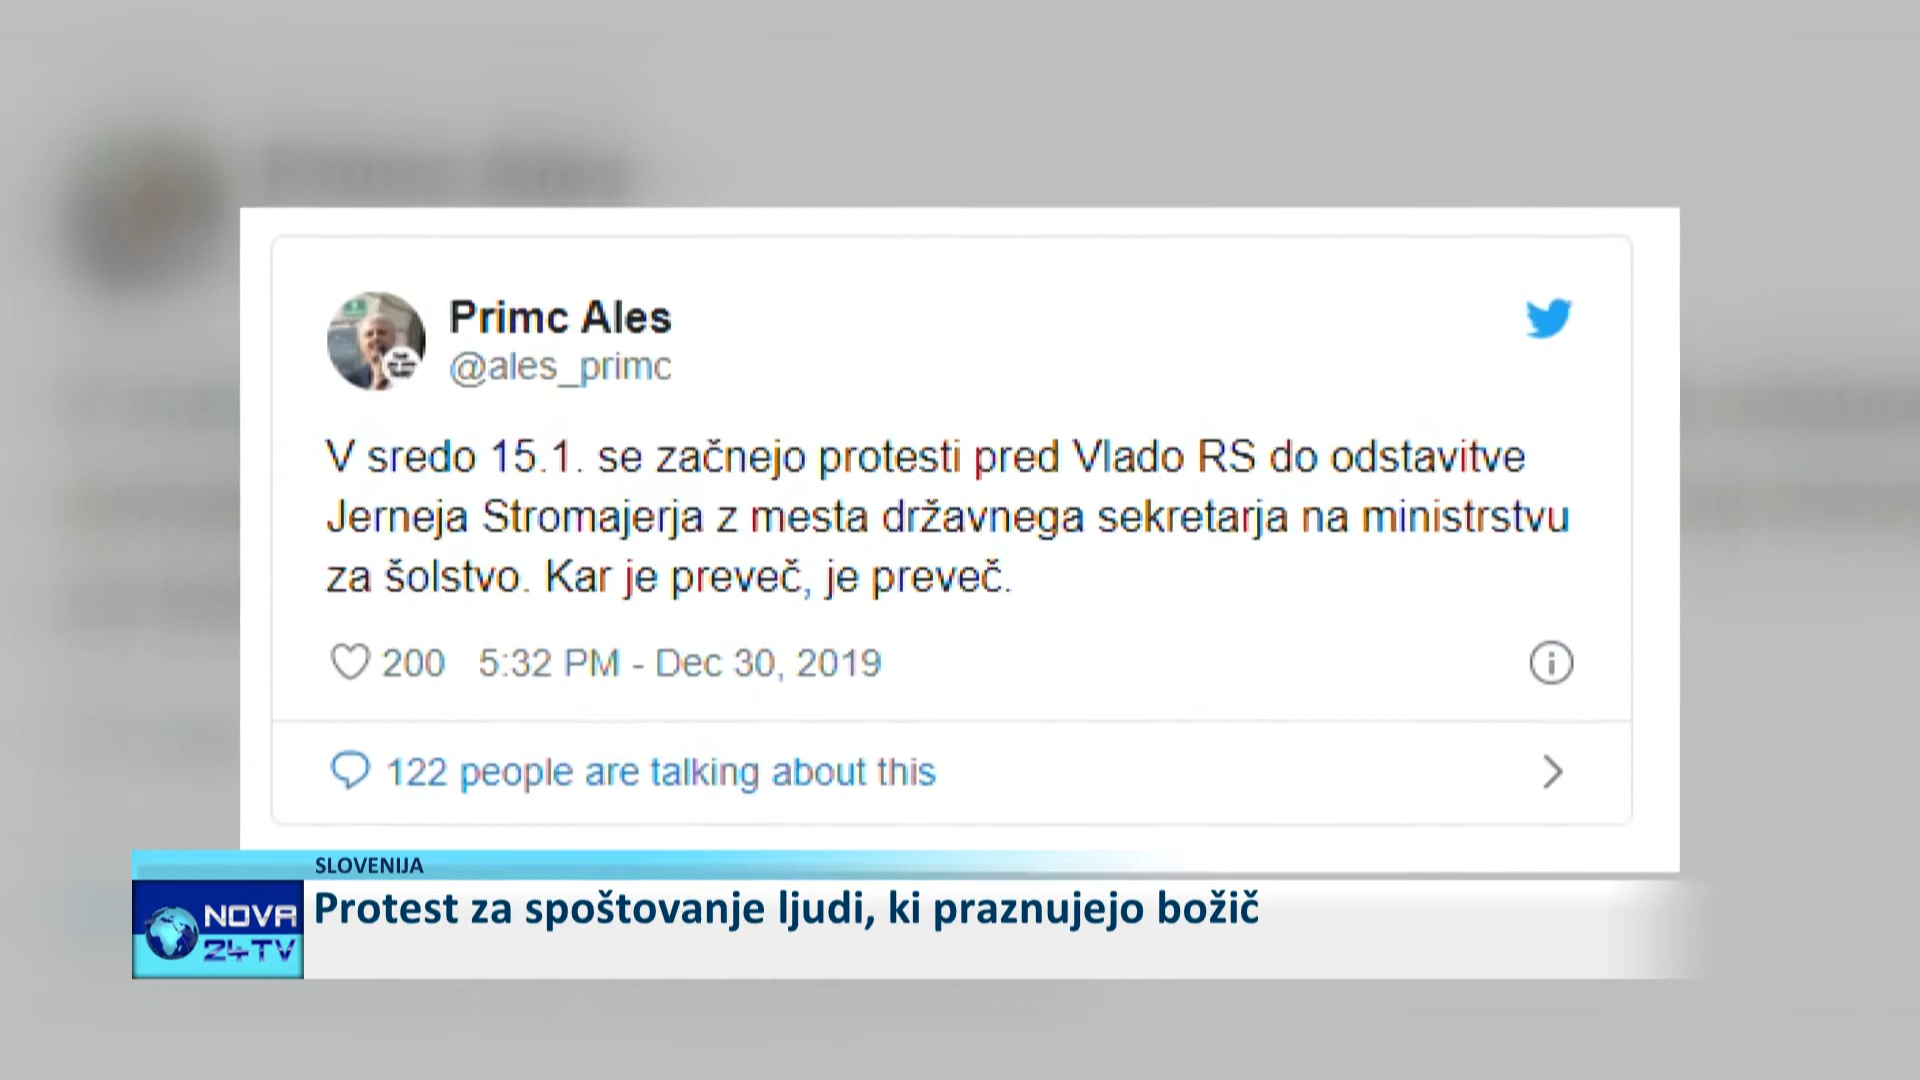 Primc Ales
@ales_primc
V sredo 15.1. se začnejo protesti pred Vlado RS do odstavitve
Jerneja Stromajerja z mesta državnega sekretarja na ministrstvu
za šolstvo. Kar je preveč, je preveč.
200 5:32 PM - Dec 30, 2019
122 people are talking about this
SLOVENIJA
Protest za spoštovanje ljudi, ki praznujejo božič
NOVA
24TV